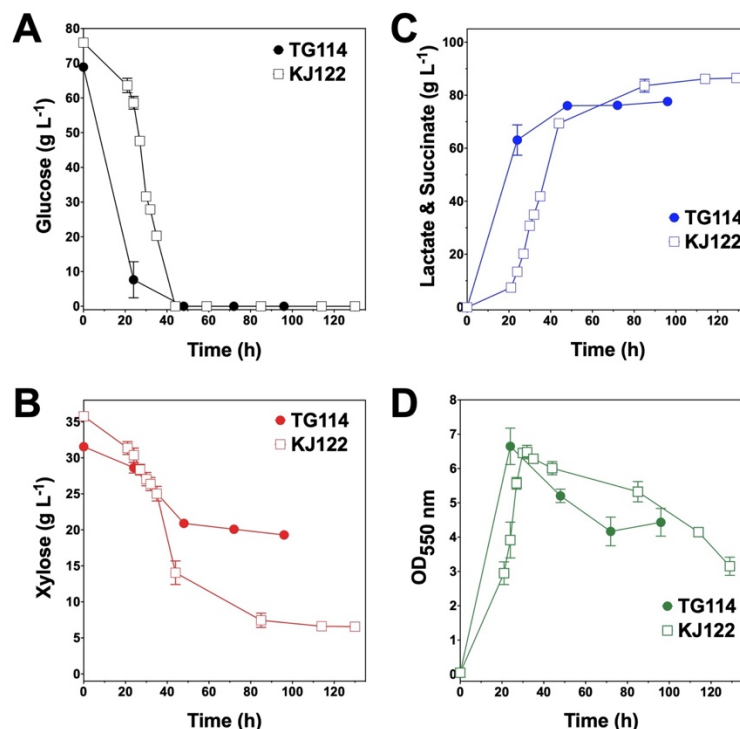 A
Glucose (g L-1)
80
70
60
50
40
30
20
10
0
0 20 40 60 80 100 120
Time (h)
TG114
KJ122
C
Lactate & Succinate (g L-1)
100
80
60
40
20
0
0 20 40 60 80 100 120
Time (h)
TG114
KJ122
B
Xylose (g L-1)
35
30
25
20
15
10
5
0
0 20 40 60 80 100 120
Time (h)
TG114
KJ122
D
OD550 nm
8
7
6
5
4
3
2
1
0
0 20 40 60 80 100 120
Time (h)
TG114
KJ122